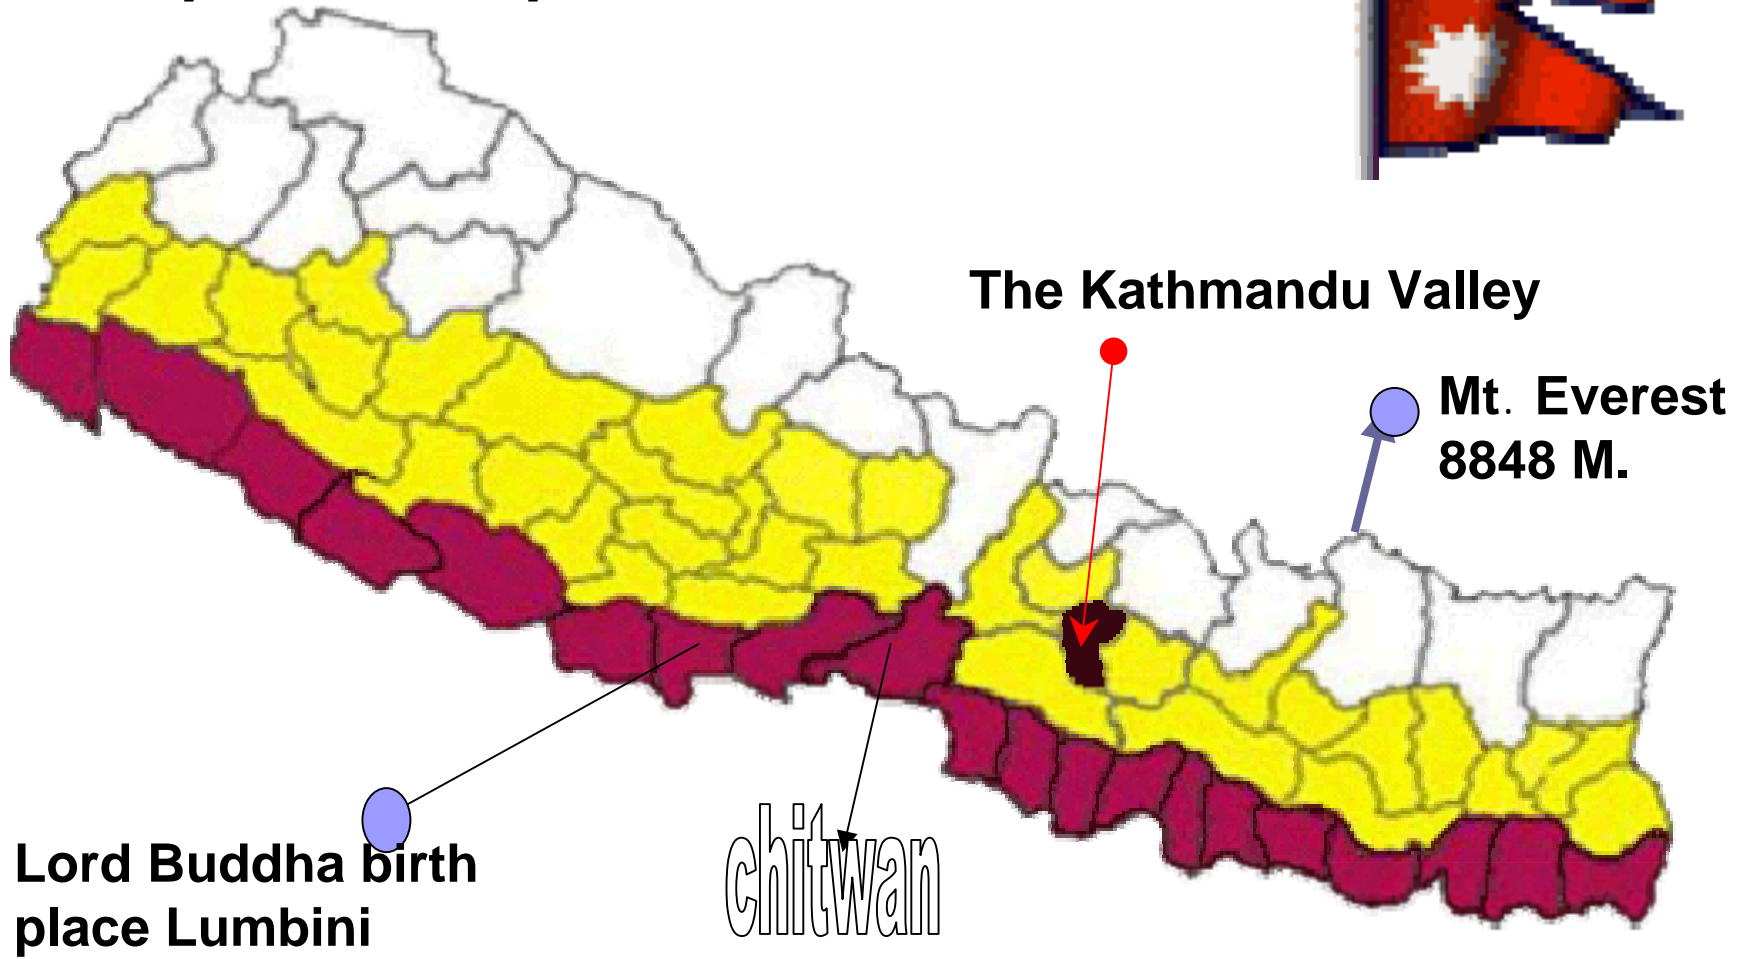 The Kathmandu Valley
Mt. Everest
8848 M.
Lord Buddha birth
place Lumbini
chitwan